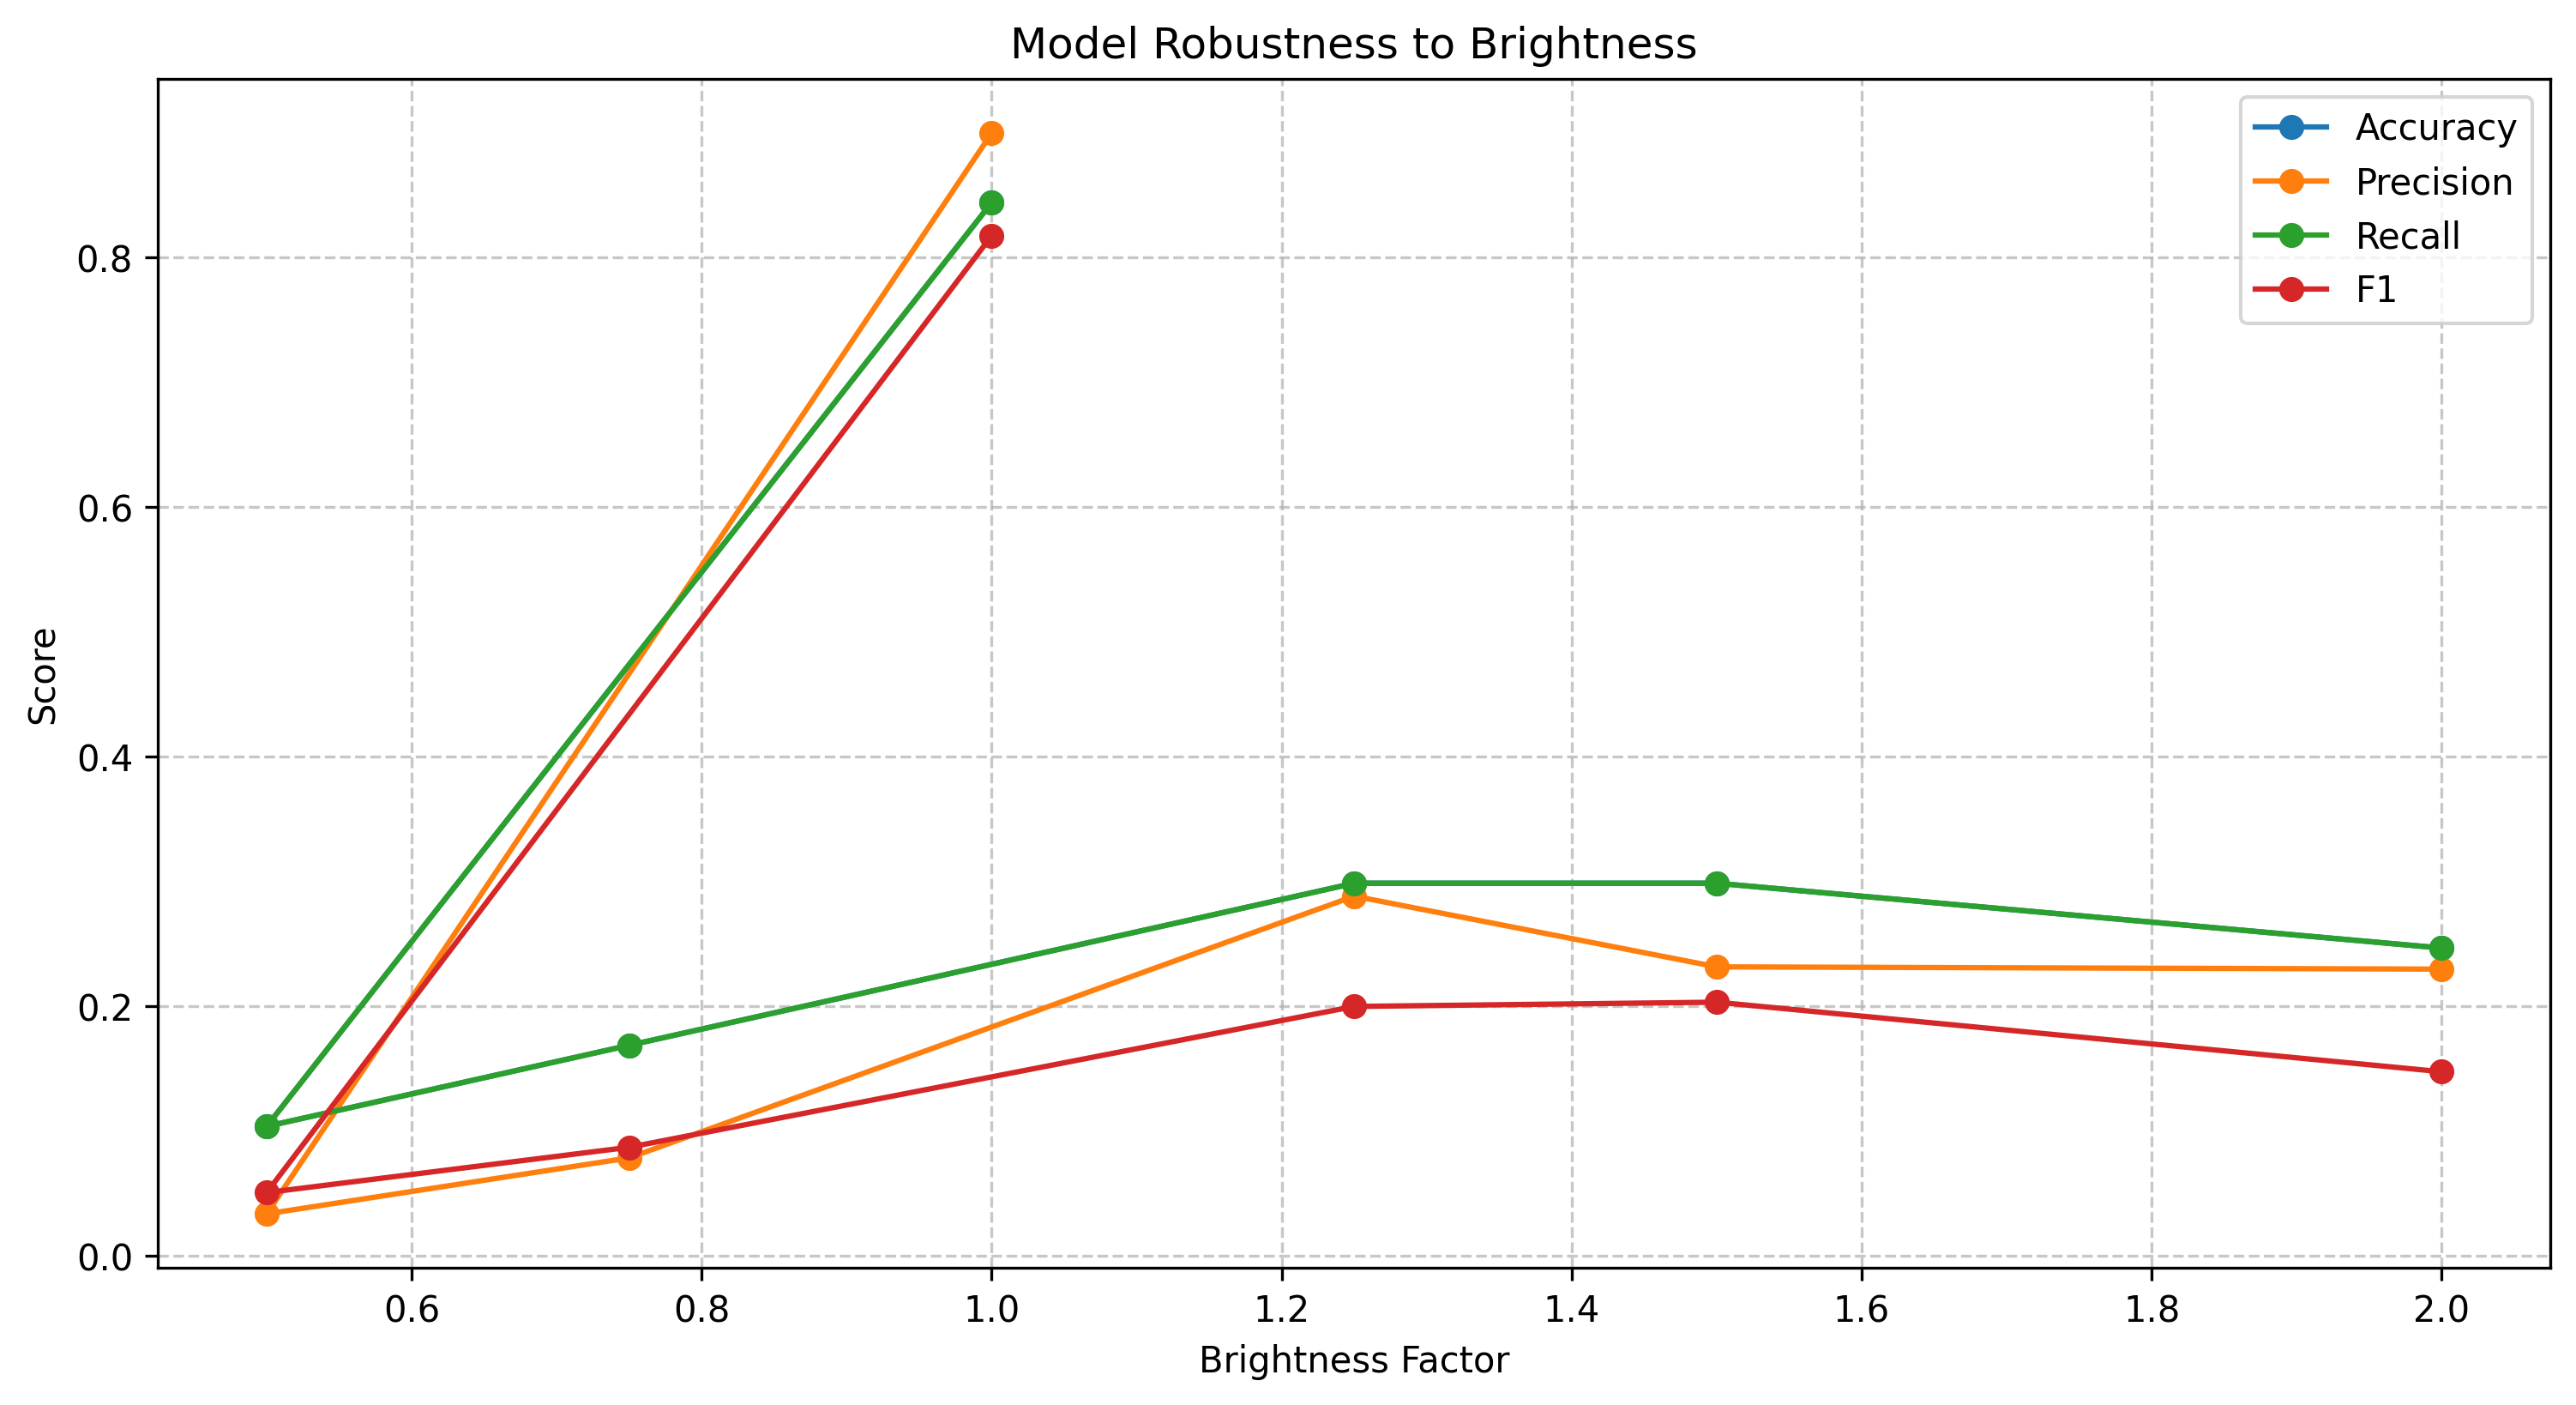 Model Robustness to Brightness
Accuracy
Precision
Recall
F1
Score
0.8
0.6
0.4
0.2
0.0
0.6 0.8 1.0 1.2 1.4 1.6 1.8 2.0
Brightness Factor